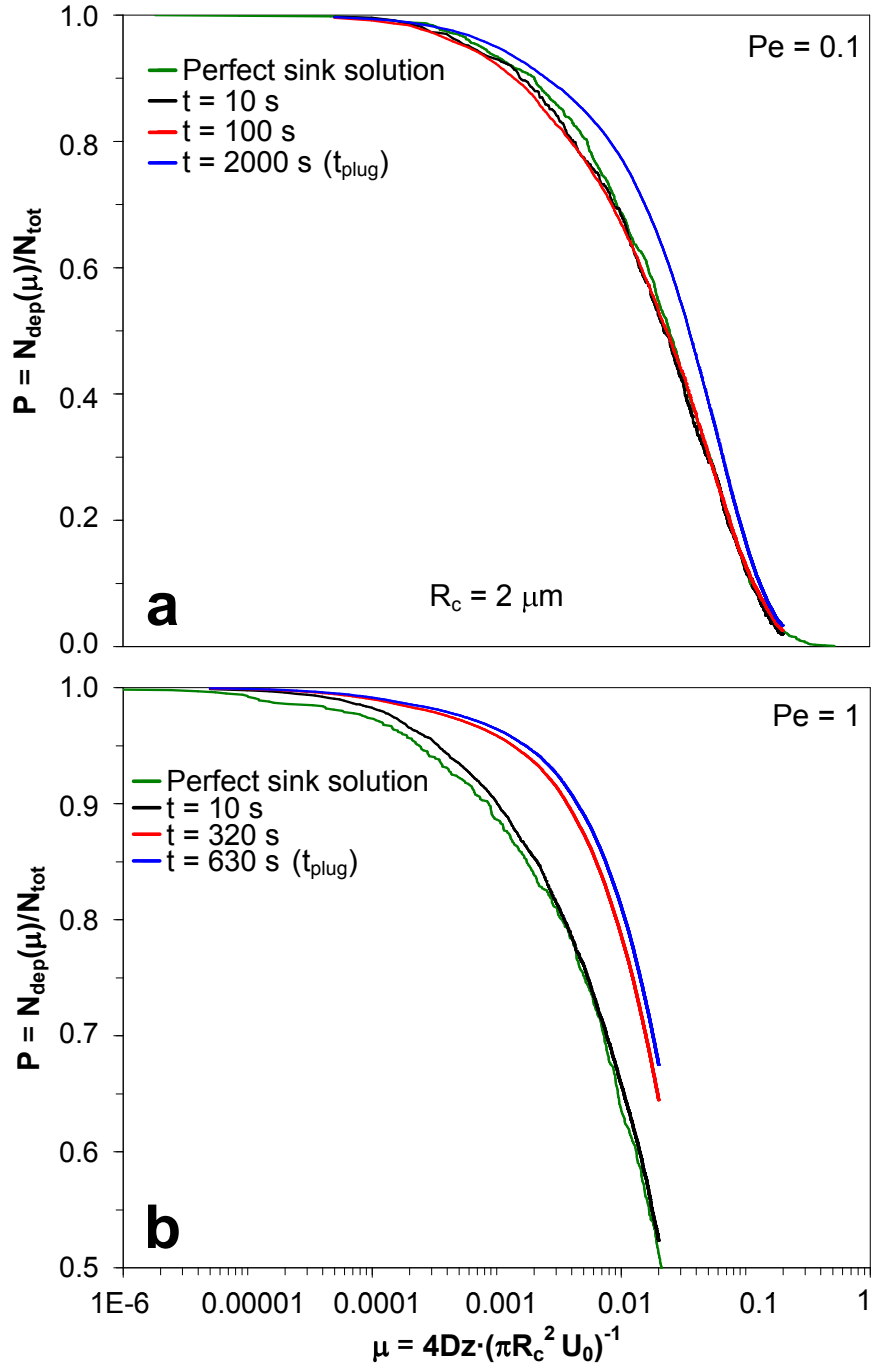 1.0
Pe = 0.1
Perfect sink solution
t = 10 s
t = 100 s
t = 2000 s (tplug)
0.8
0.6
0.4
0.2
0.0
P = Ndep(μ)/Ntot
a
Rc = 2 μm
1.0
Pe = 1
Perfect sink solution
t = 10 s
t = 320 s
t = 630 s (tplug)
0.9
0.8
0.7
0.6
0.5
P = Ndep(μ)/Ntot
b
1E-6 0.00001 0.0001 0.001 0.01 0.1 1
μ = 4Dz·(πRc² U0)⁻¹